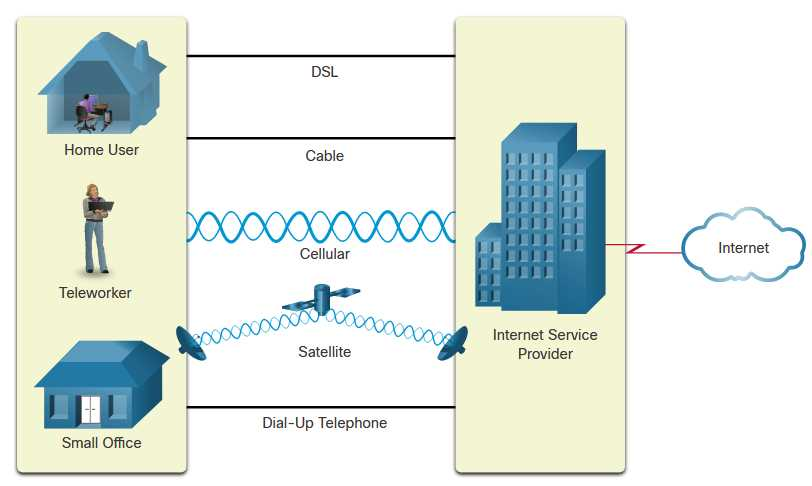 DSL
Home User
Cable
Cellular
Internet
Teleworker
Satellite
Internet Service
Provider
Dial-Up Telephone
Small Office